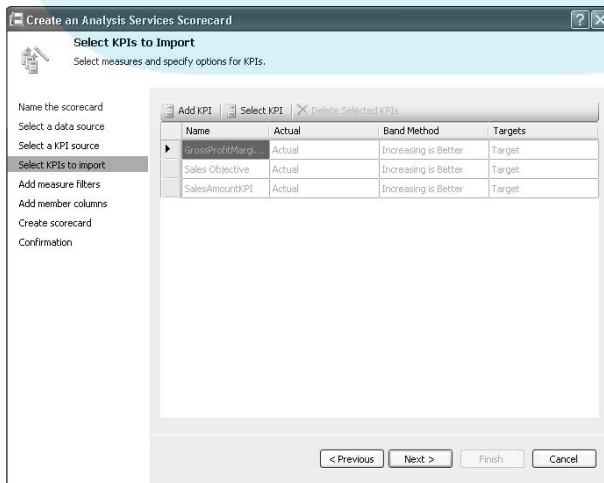 Create an Analysis Services Scorecard
Select KPIs to Import
Select measures and specify options for KPIs.
Name the scorecard
Select a data source
Select a KPI source
Select KPIs to import
Add measure filters
Add member columns
Create scorecard
Confirmation
Add KPI Select KPI Delete Selected KPIs
Name Actual Band Method Targets
GrossProfitMargi... Actual Increasing is Better Target
Sales Objective Actual Increasing is Better Target
SalesAmountKPI Actual Increasing is Better Target
< Previous Next > Finish Cancel